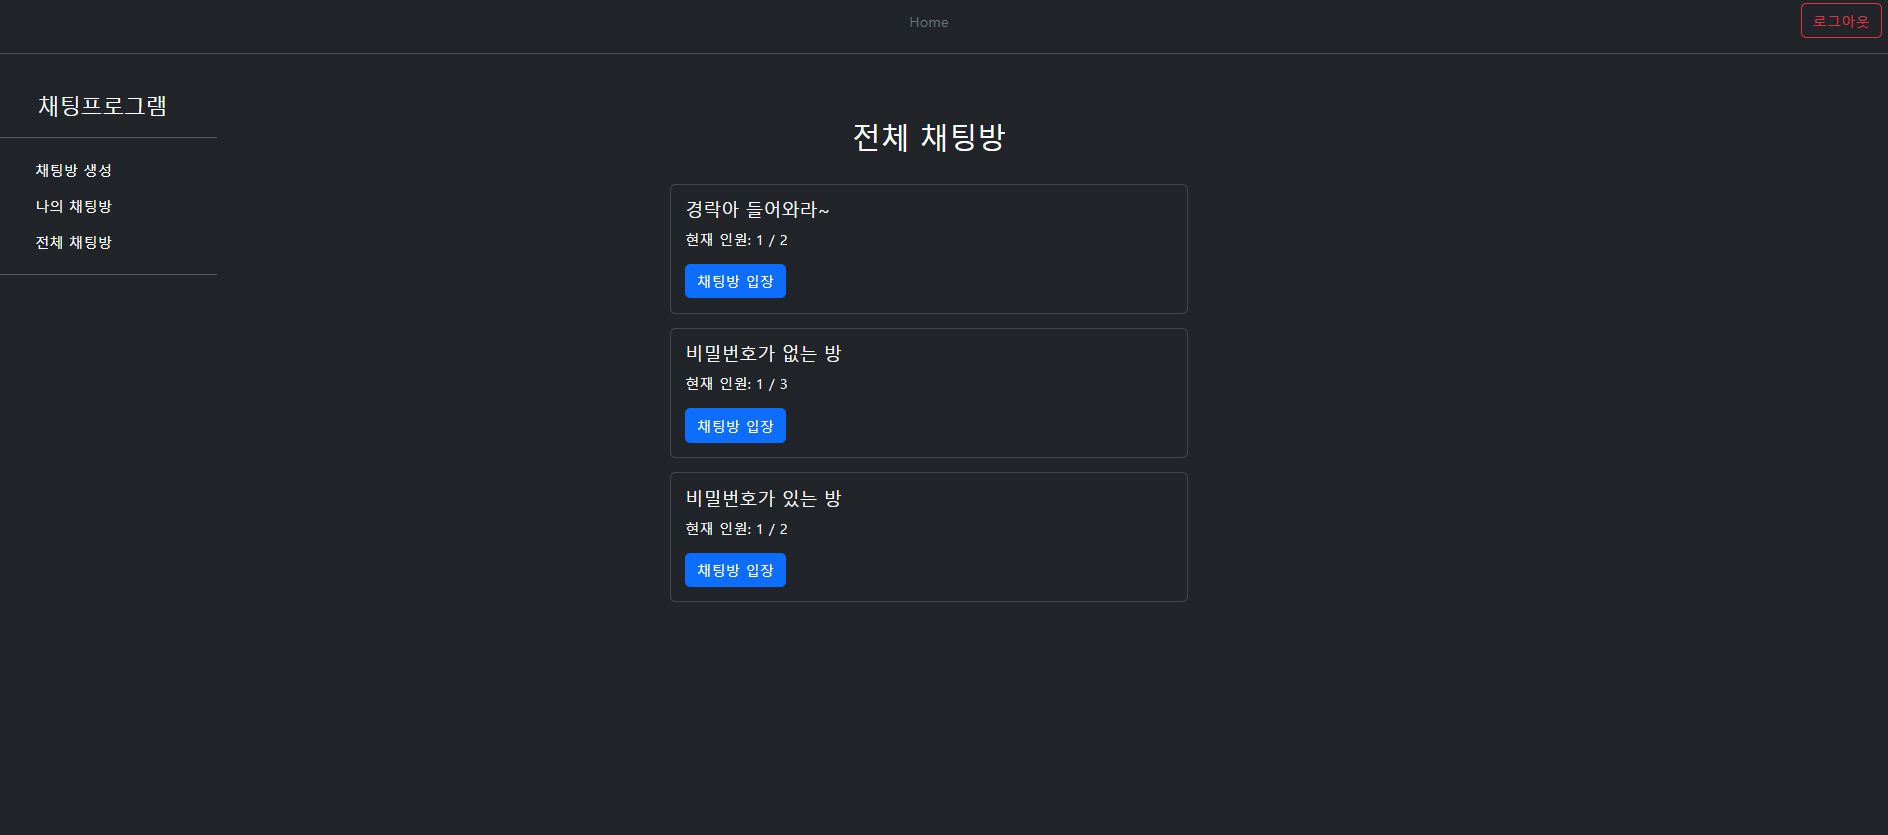 Home
로그아웃
채팅프로그램
채팅방 생성
나의 채팅방
전체 채팅방
전체 채팅방
경락아 들어와라~
현재 인원: 1 / 2
채팅방 입장
비밀번호가 없는 방
현재 인원: 1 / 3
채팅방 입장
비밀번호가 있는 방
현재 인원: 1 / 2
채팅방 입장